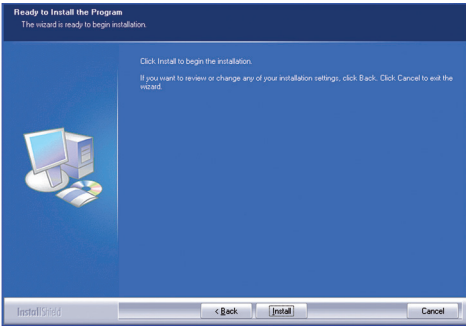 Ready to Install the Program
The wizard is ready to begin installation.
Click Install to begin the installation.
If you want to review or change any of your installation settings, click Back. Click Cancel to exit the
wizard.
InstallShield
< Back
Install
Cancel